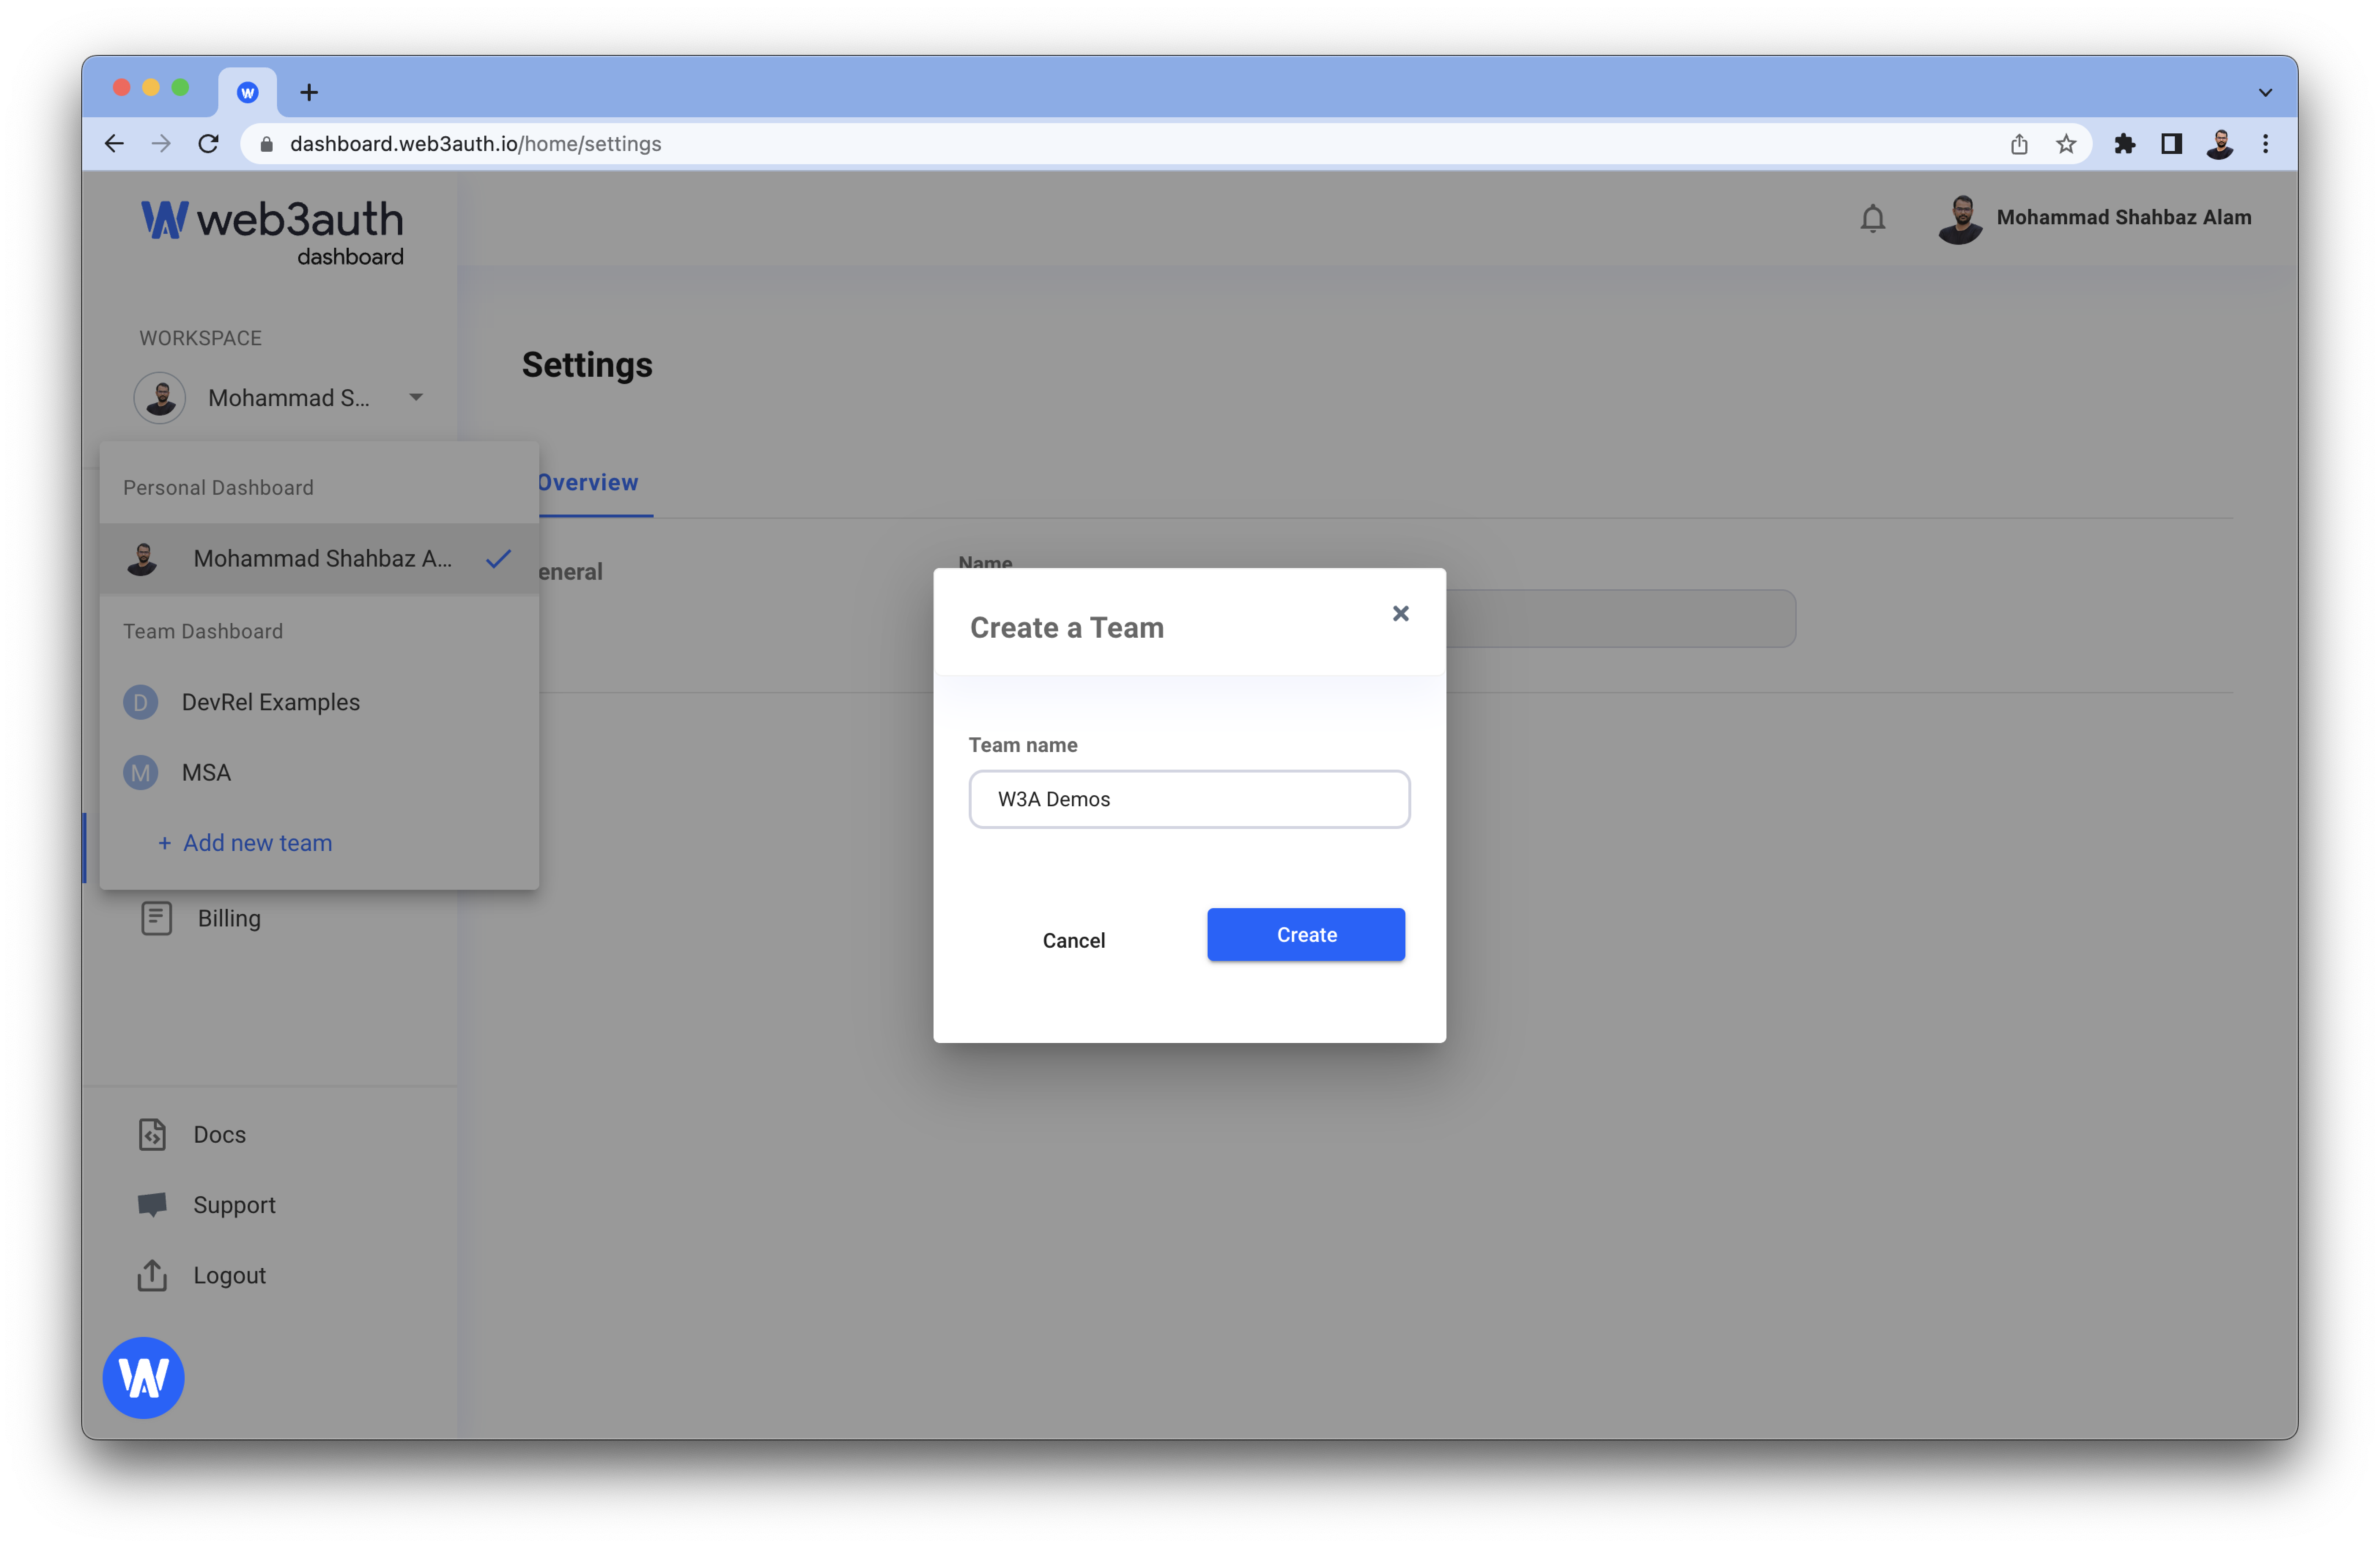 dashboard.web3auth.io/home/settings
web3auth
dashboard
Mohammad Shahbaz Alam
WORKSPACE
Mohammad S...
Settings
Personal Dashboard
Overview
Mohammad Shahbaz A...
eneral
Name
Team Dashboard
DevRel Examples
D
MSA
M
+ Add new team
Billing
Docs
Support
Logout
Create a Team
Team name
W3A Demos
Cancel
Create